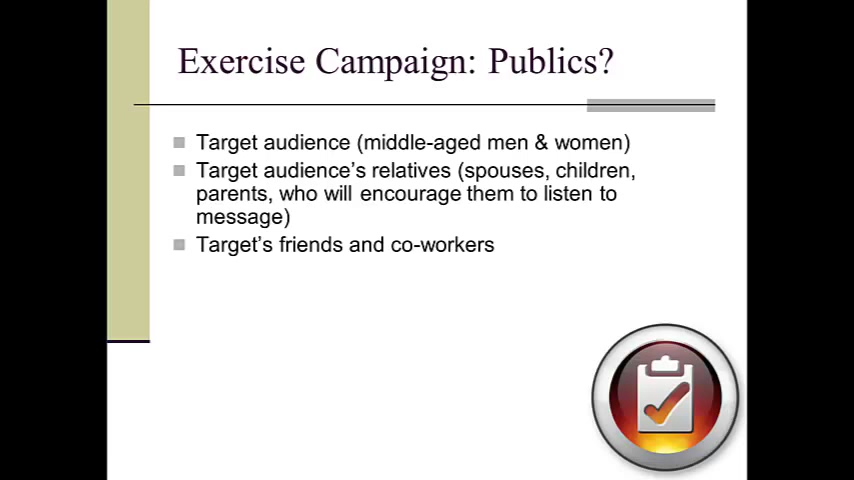 Exercise Campaign: Publics?
Target audience (middle-aged men & women)
Target audience's relatives (spouses, children,
parents, who will encourage them to listen to
message)
Target's friends and co-workers